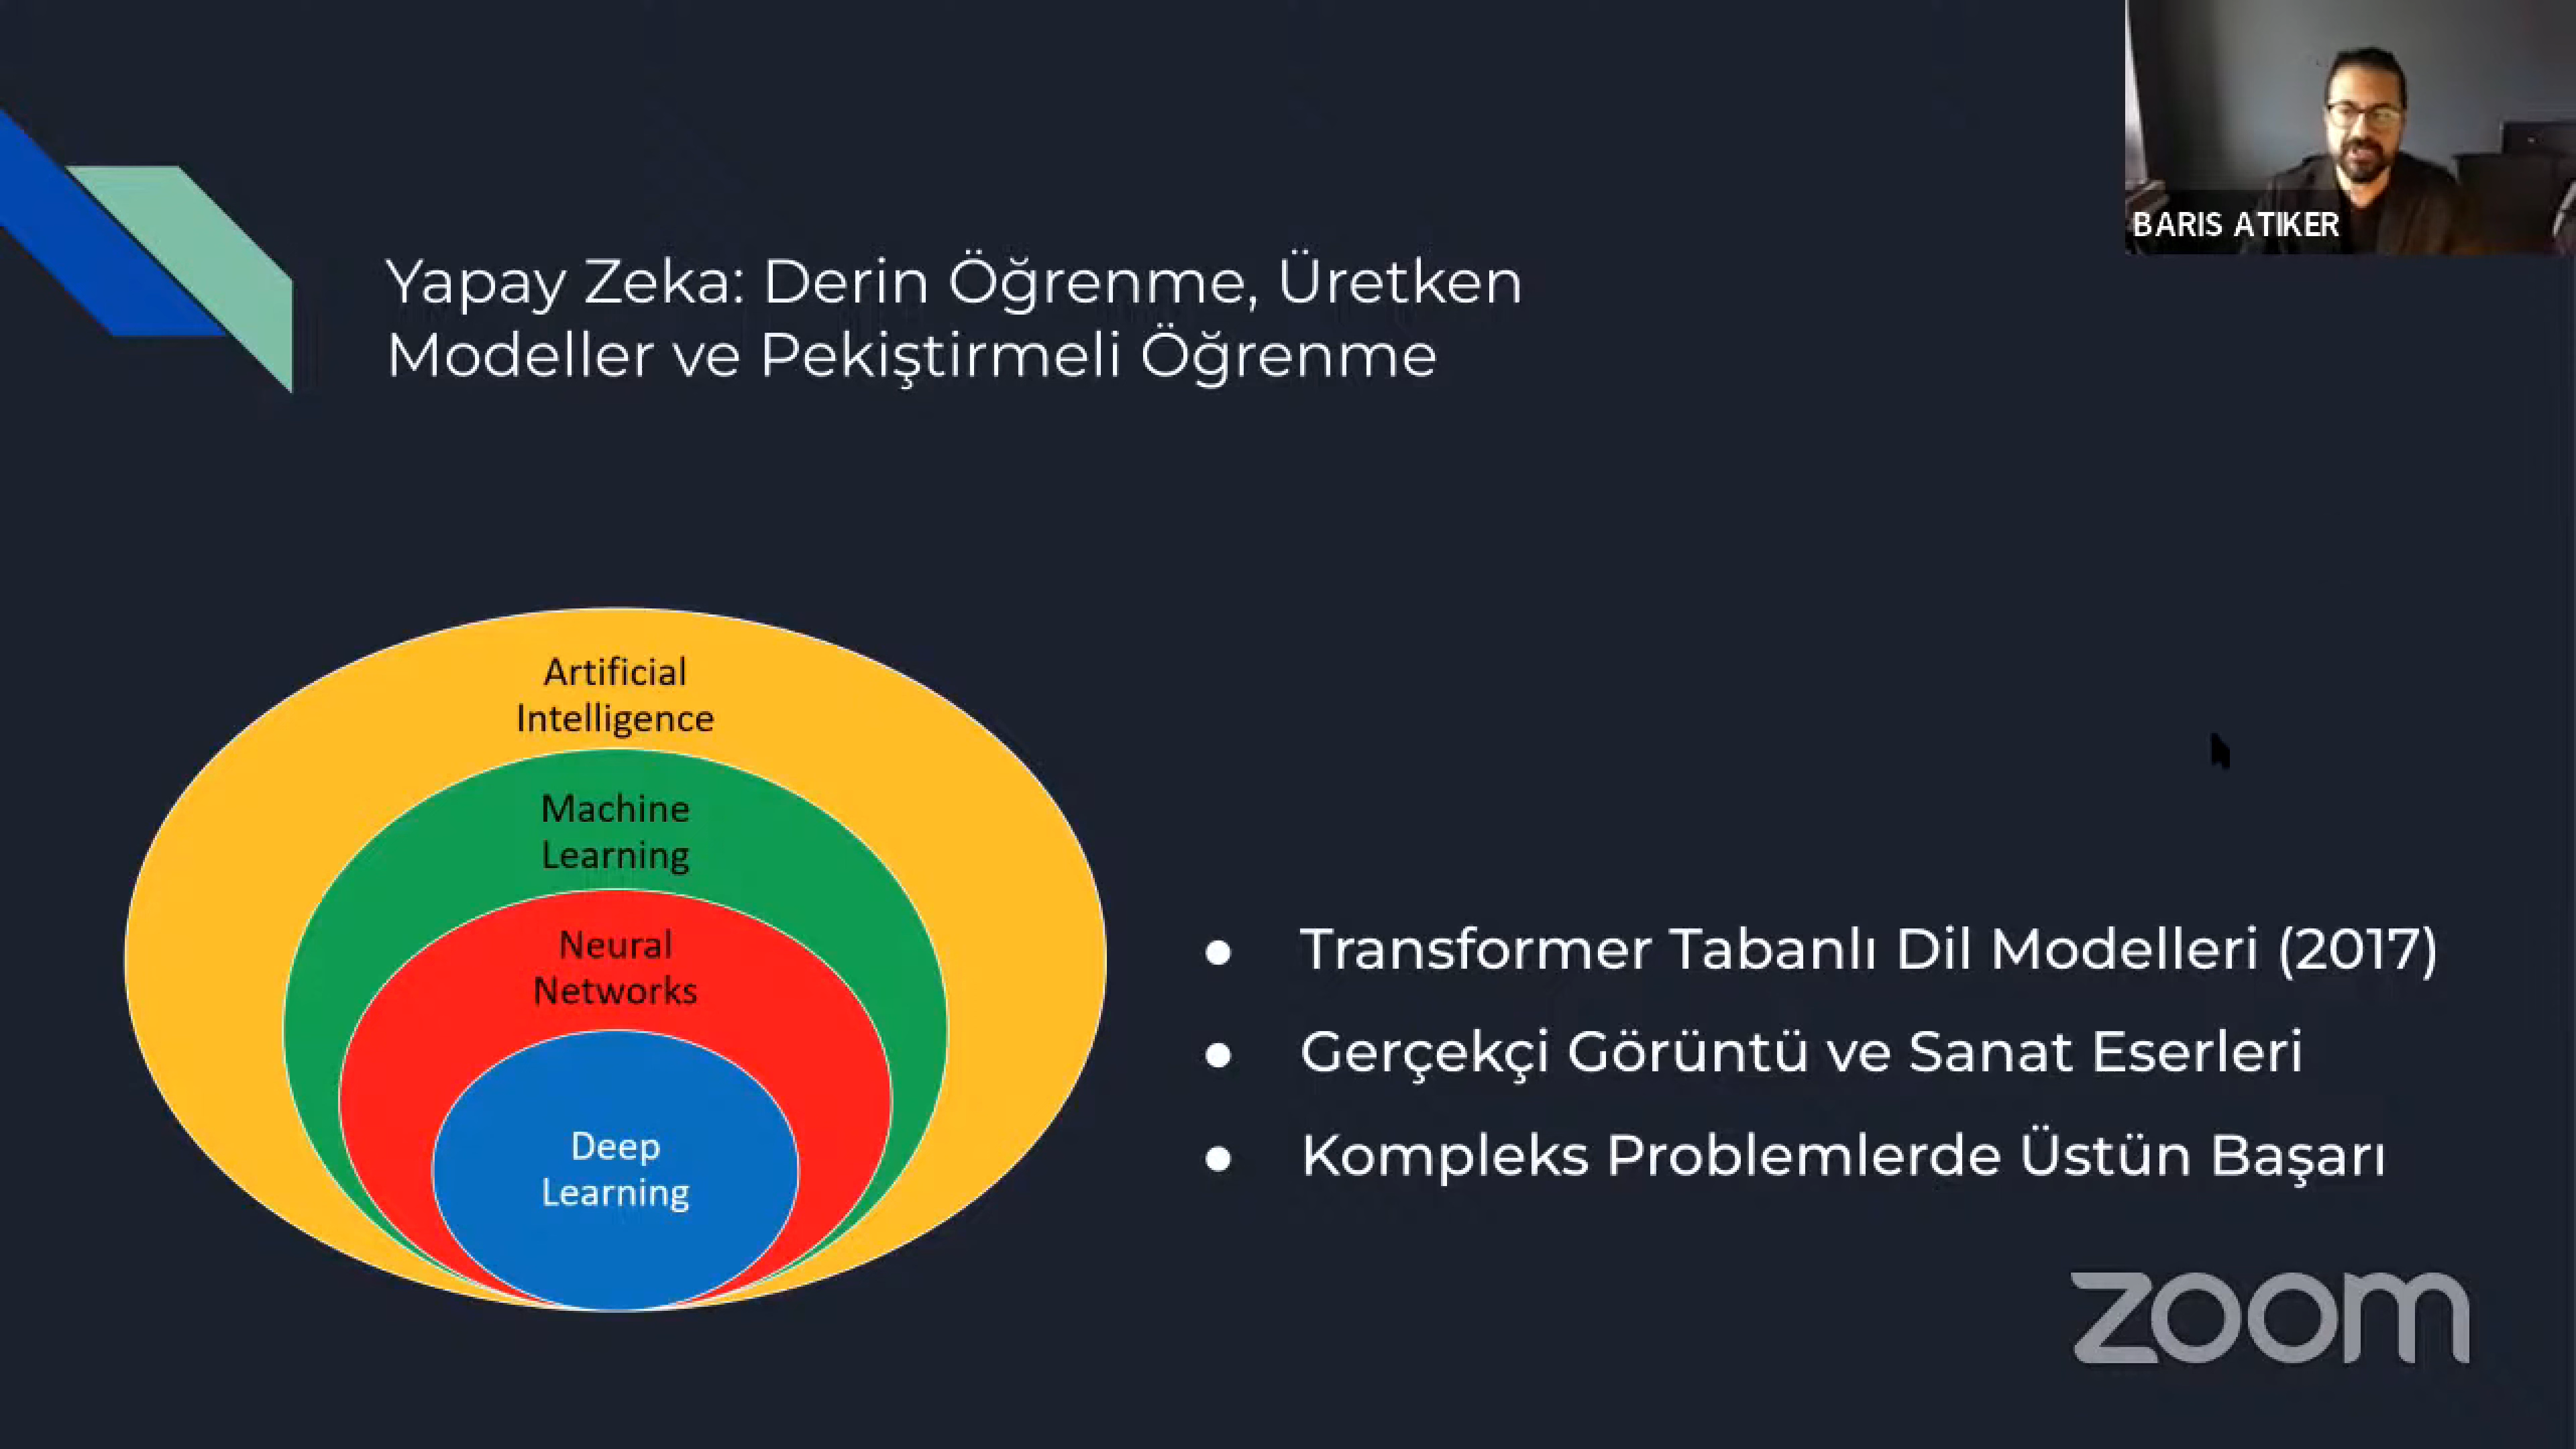 BARIS ATIKER
Yapay Zeka: Derin Öğrenme, Üretken
Modeller ve Pekiştirmeli Öğrenme
Artificial
Intelligence
Machine
Learning
Neural
Networks
Deep
Learning
● Transformer Tabanlı Dil Modelleri (2017)
● Gerçekçi Görüntü ve Sanat Eserleri
● Kompleks Problemlerde Üstün Başarı
zoom